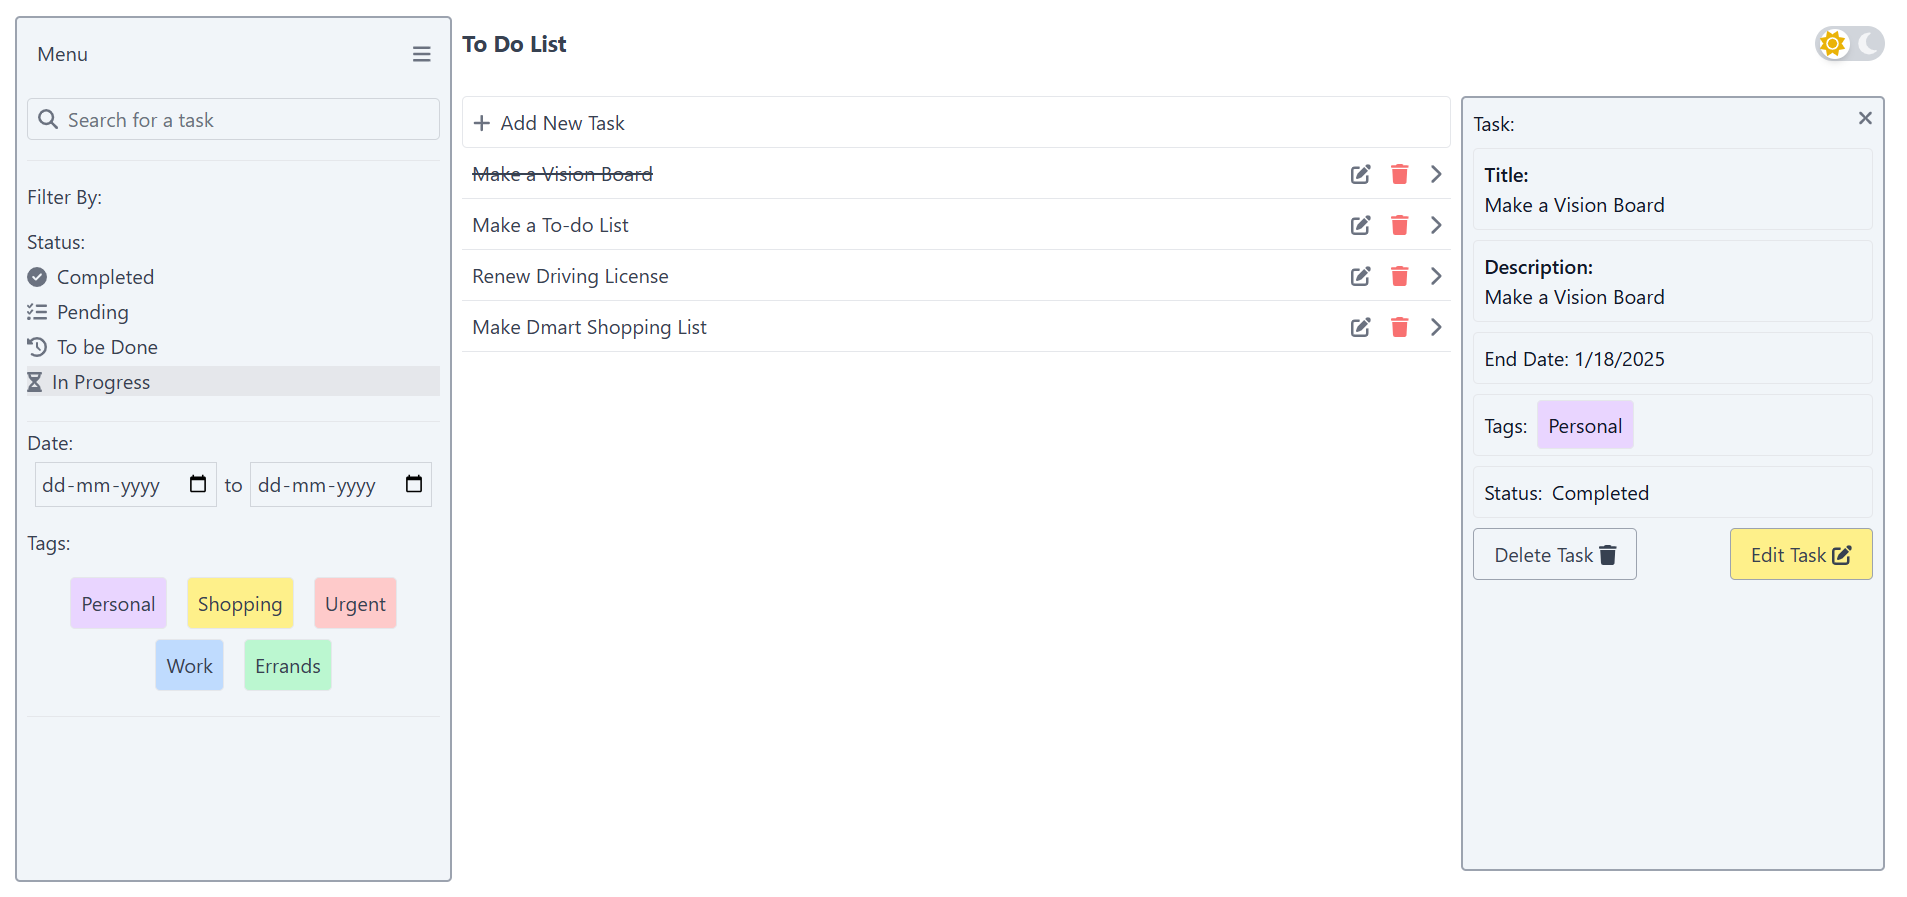 Menu
Search for a task
Filter By:
Status:
Completed
Pending
To be Done
In Progress
Date:
dd-mm-yyyy to dd-mm-yyyy
Tags:
Personal Shopping Urgent
Work Errands
To Do List
Add New Task
Make a Vision Board
Make a To-do List
Renew Driving License
Make Dmart Shopping List
Task:
Title:
Make a Vision Board
Description:
Make a Vision Board
End Date: 1/18/2025
Tags: Personal
Status: Completed
Delete Task Edit Task